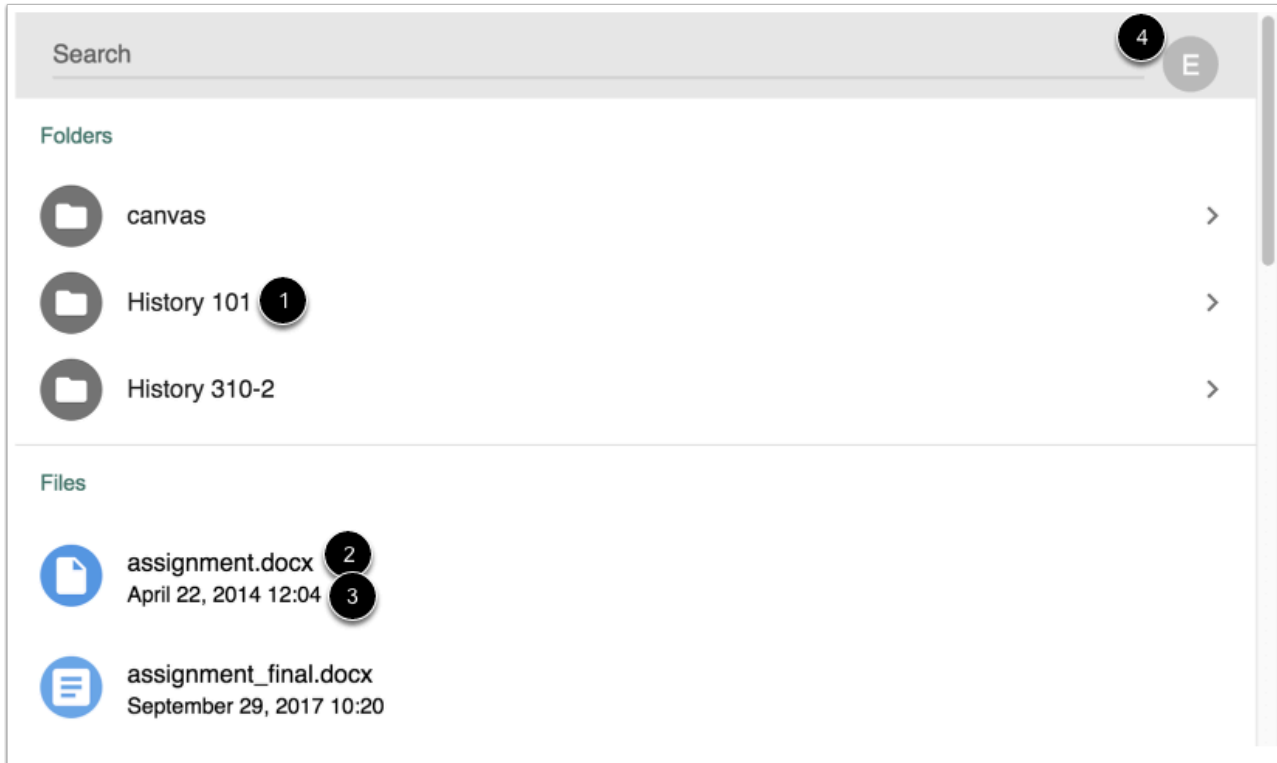 Search
4
E
Folders
canvas
History 101 1
History 310-2
Files
assignment.docx 2
April 22, 2014 12:04 3
assignment_final.docx
September 29, 2017 10:20